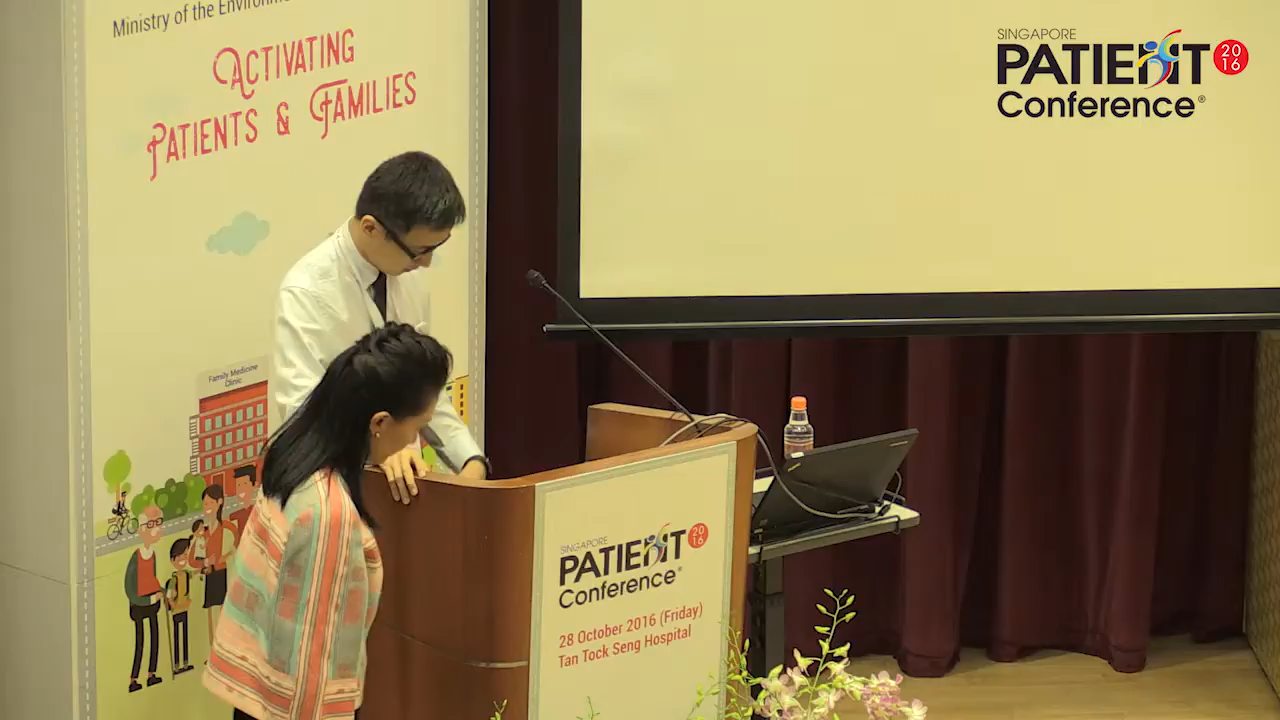 Ministry of the Environment
ACTIVATING
PATIENTS & FAMILIES
Family Medicine
Clinic
SINGAPORE
PATIENT 2016
Conference®
SINGAPORE
PATIENT 2016
Conference®
28 October 2016 (Friday)
Tan Tock Seng Hospital